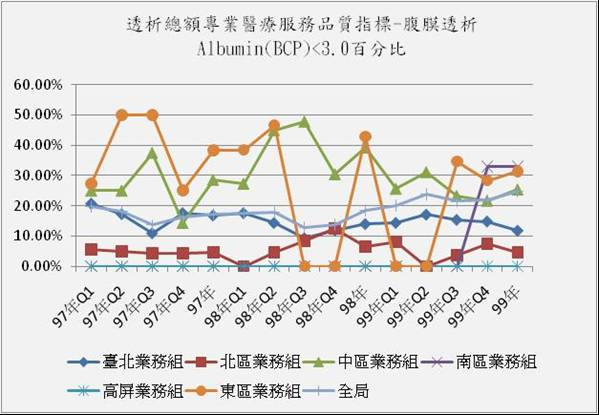 透析總額專業醫療服務品質指標-腹膜透析
Albumin(BCP)<3.0百分比
60.00%
50.00%
40.00%
30.00%
20.00%
10.00%
0.00%
97年Q1 97年Q2 97年Q3 97年Q4 97年 98年Q1 98年Q2 98年Q3 98年Q4 98年 99年Q1 99年Q2 99年Q3 99年Q4 99年
臺北業務組 北區業務組 中區業務組 南區業務組
高屏業務組 東區業務組 全局